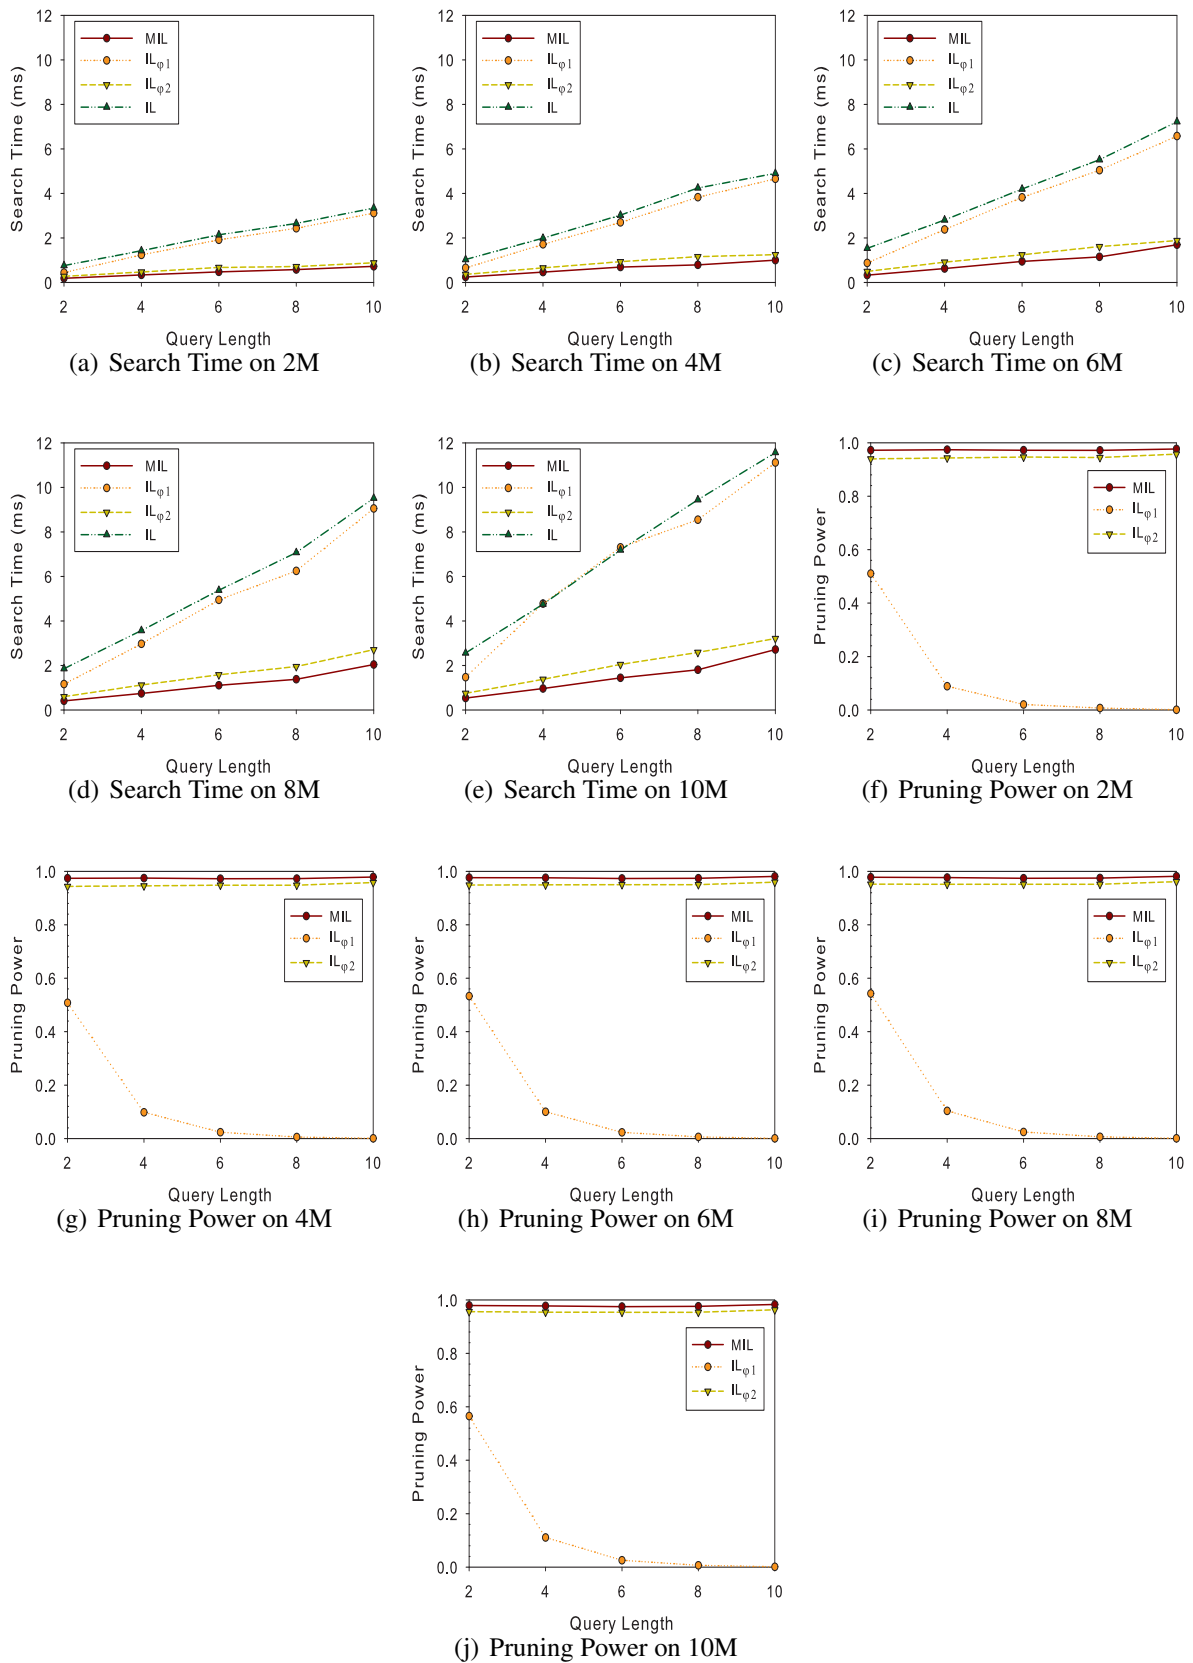 12
10
8
6
4
2
0
Search Time (ms)
MIL
ILφ1
ILφ2
IL
2 4 6 8 10
Query Length
(a) Search Time on 2M
12
10
8
6
4
2
0
Search Time (ms)
MIL
ILφ1
ILφ2
IL
2 4 6 8 10
Query Length
(b) Search Time on 4M
12
10
8
6
4
2
0
Search Time (ms)
MIL
ILφ1
ILφ2
IL
2 4 6 8 10
Query Length
(c) Search Time on 6M
12
10
8
6
4
2
0
Search Time (ms)
MIL
ILφ1
ILφ2
IL
2 4 6 8 10
Query Length
(d) Search Time on 8M
12
10
8
6
4
2
0
Search Time (ms)
MIL
ILφ1
ILφ2
IL
2 4 6 8 10
Query Length
(e) Search Time on 10M
1.0
0.8
0.6
0.4
0.2
0.0
Pruning Power
MIL
ILφ1
ILφ2
2 4 6 8 10
Query Length
(f) Pruning Power on 2M
1.0
0.8
0.6
0.4
0.2
0.0
Pruning Power
MIL
ILφ1
ILφ2
2 4 6 8 10
Query Length
(g) Pruning Power on 4M
1.0
0.8
0.6
0.4
0.2
0.0
Pruning Power
MIL
ILφ1
ILφ2
2 4 6 8 10
Query Length
(h) Pruning Power on 6M
1.0
0.8
0.6
0.4
0.2
0.0
Pruning Power
MIL
ILφ1
ILφ2
2 4 6 8 10
Query Length
(i) Pruning Power on 8M
1.0
0.8
0.6
0.4
0.2
0.0
Pruning Power
MIL
ILφ1
ILφ2
2 4 6 8 10
Query Length
(j) Pruning Power on 10M